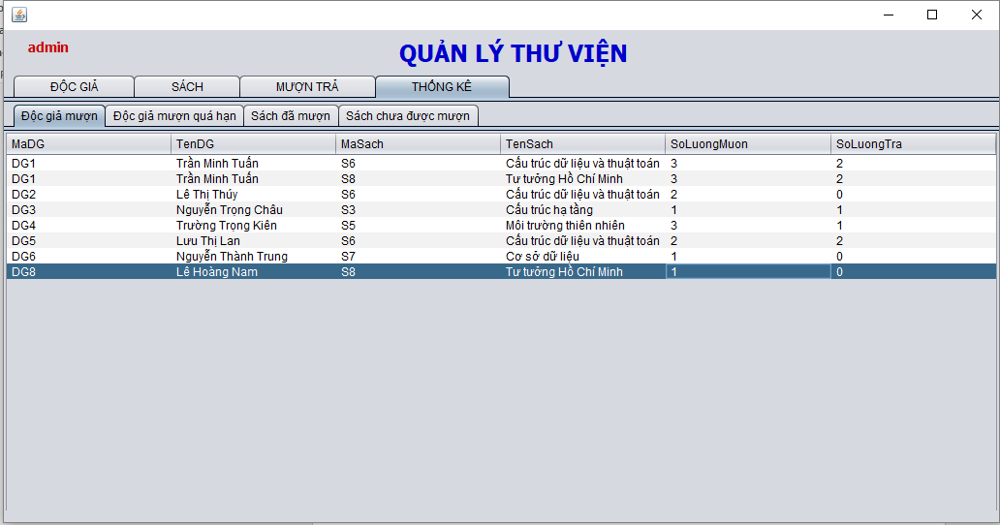 admin
QUẢN LÝ THƯ VIỆN
ĐỘC GIẢ SÁCH MƯỢN TRẢ THỐNG KÊ
Độc giả mượn Độc giả mượn quá hạn Sách đã mượn Sách chưa được mượn
MaDG TenDG MaSach TenSach SoLuongMuon SoLuongTra
DG1 Trần Minh Tuấn S6 Cấu trúc dữ liệu và thuật toán 3 2
DG1 Trần Minh Tuấn S8 Tư tưởng Hồ Chí Minh 3 2
DG2 Lê Thị Thúy S6 Cấu trúc dữ liệu và thuật toán 2 0
DG3 Nguyễn Trọng Châu S3 Cấu trúc hạ tầng 1 1
DG4 Trường Trọng Kiên S5 Môi trường thiên nhiên 3 1
DG5 Lưu Thị Lan S6 Cấu trúc dữ liệu và thuật toán 2 2
DG6 Nguyễn Thành Trung S7 Cơ sở dữ liệu 1 0
DG8 Lê Hoàng Nam S8 Tư tưởng Hồ Chí Minh 1 0